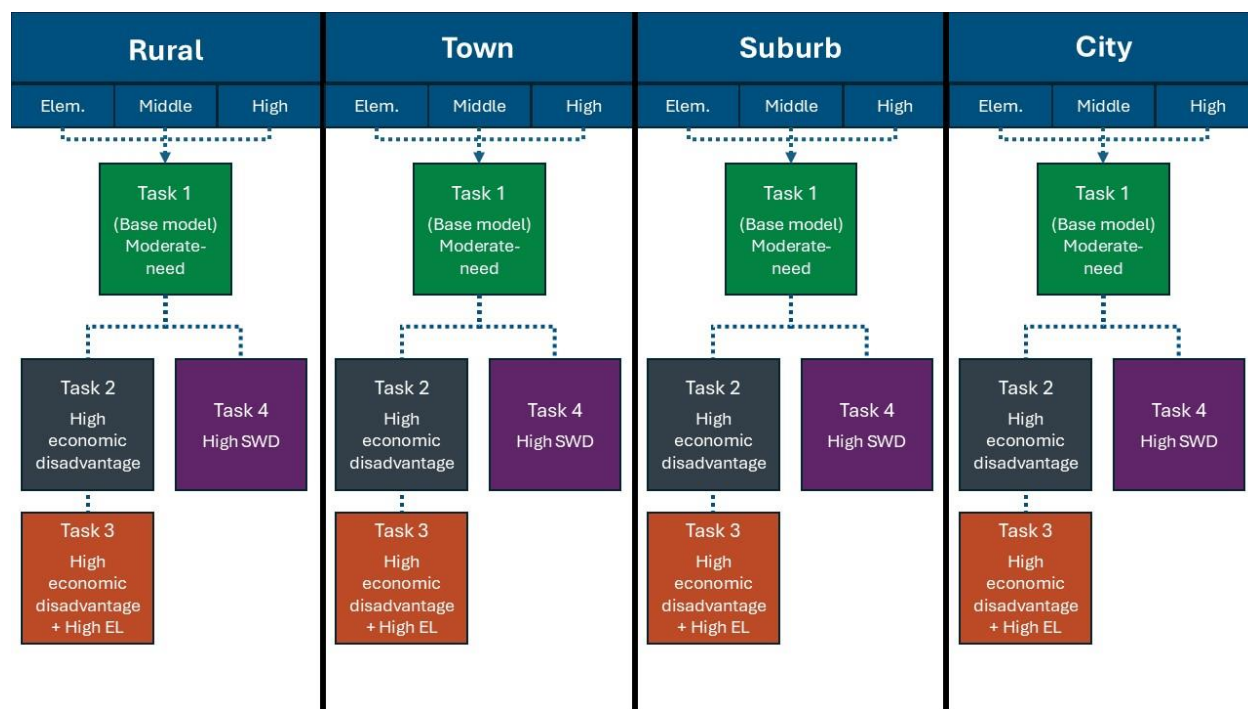 Rural
Town
Suburb
City
Elem.
Middle
High
Elem.
Middle
High
Elem.
Middle
High
Elem.
Middle
High
Task 1
(Base model)
Moderate-
need
Task 1
(Base model)
Moderate-
need
Task 1
(Base model)
Moderate-
need
Task 1
(Base model)
Moderate-
need
Task 2
High
economic
disadvantage
Task 4
High SWD
Task 2
High
economic
disadvantage
Task 4
High SWD
Task 2
High
economic
disadvantage
Task 4
High SWD
Task 2
High
economic
disadvantage
Task 4
High SWD
Task 3
High
economic
disadvantage
+ High EL
Task 3
High
economic
disadvantage
+ High EL
Task 3
High
economic
disadvantage
+ High EL
Task 3
High
economic
disadvantage
+ High EL